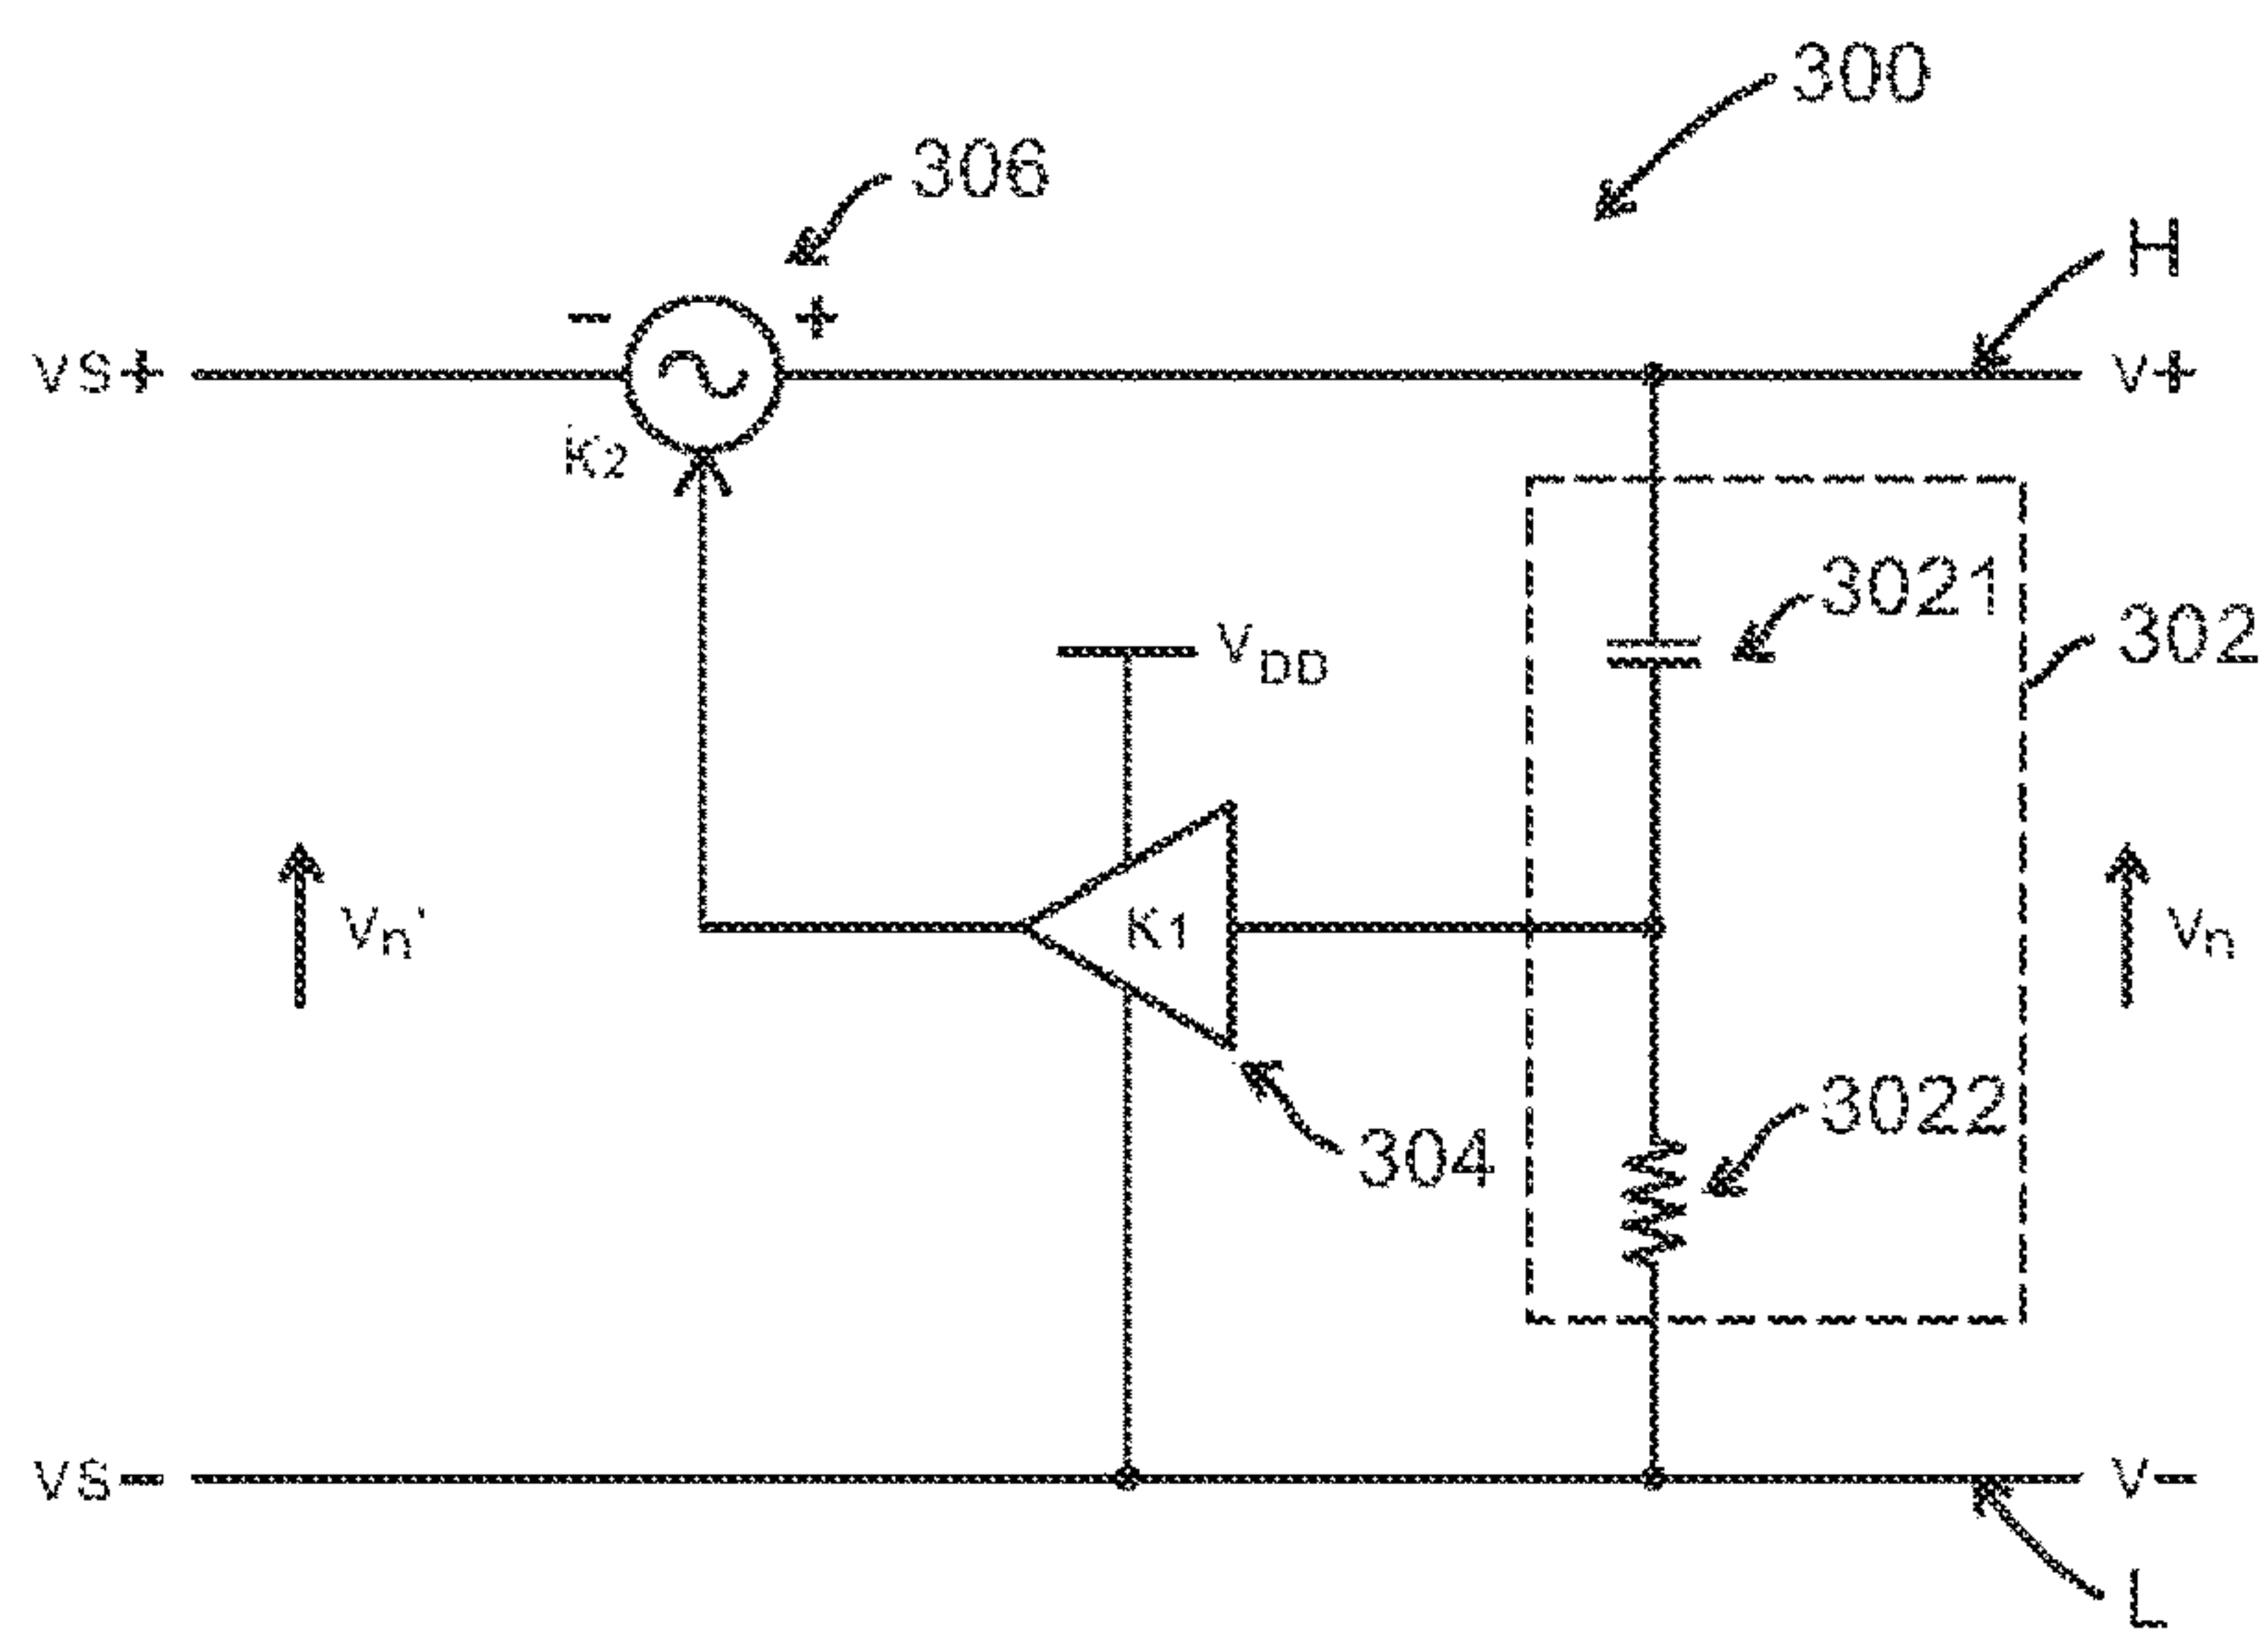 300
306
H
- +
VS+
V+
K2
3021
302
VDD
Vn'
K1
Vn
3022
304
VS-
V-
L